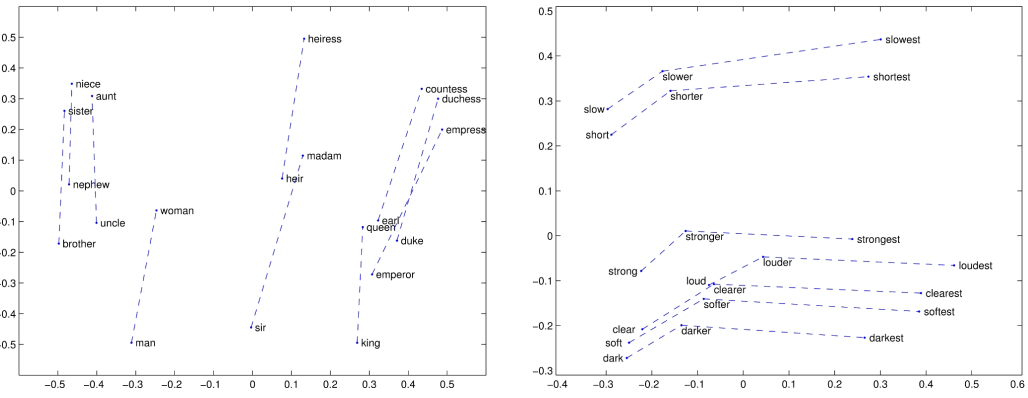 0.5
0.4
0.3
0.2
0.1
0
-0.1
-0.2
-0.3
-0.4
-0.5
heiress
niece
aunt
sister
countess
duchess
empress
madam
nephew
heir
woman
uncle
earl
queen
brother
duke
emperor
sir
man
king
-0.5 -0.4 -0.3 -0.2 -0.1 0 0.1 0.2 0.3 0.4 0.5
0.5
0.4
0.3
0.2
0.1
0
-0.1
-0.2
-0.3
slowest
slower
shortest
shorter
slow
short
stronger
strongest
louder
loudest
strong
loud
clearer
clearest
softer
softest
clear
darker
darkest
soft
dark
-0.4 -0.3 -0.2 -0.1 0 0.1 0.2 0.3 0.4 0.5 0.6